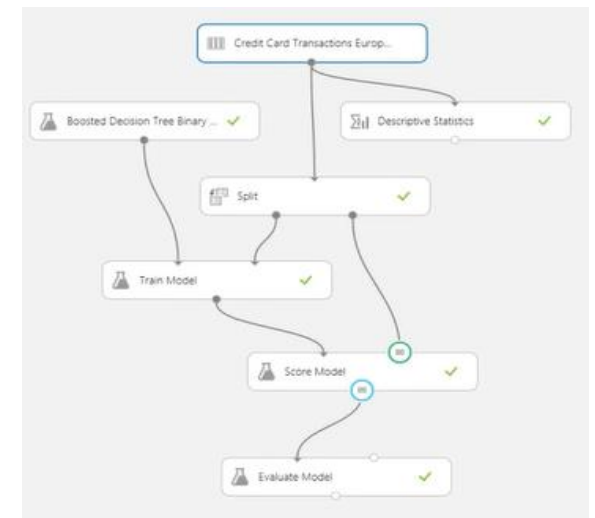 Credit Card Transactions Europ...
Boosted Decision Tree Binary ...
Descriptive Statistics
Split
Train Model
Score Model
Evaluate Model